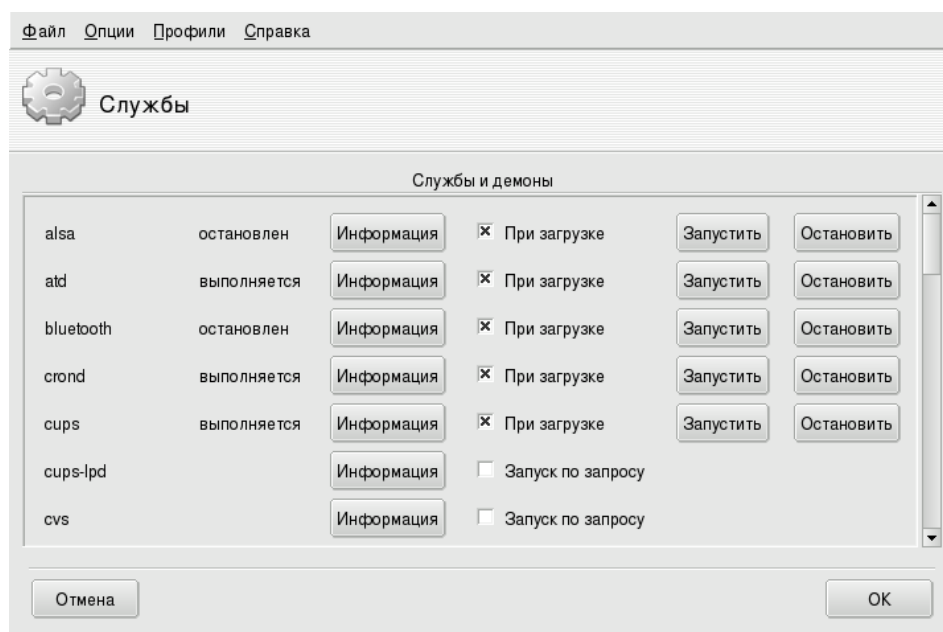 Файл Опции Профили Справка
Службы
Службы и демоны
alsa остановлен Информация При загрузке Запустить Остановить
atd выполняется Информация При загрузке Запустить Остановить
bluetooth остановлен Информация При загрузке Запустить Остановить
crond выполняется Информация При загрузке Запустить Остановить
cups выполняется Информация При загрузке Запустить Остановить
cups-lpd Информация Запуск по запросу
cvs Информация Запуск по запросу
Отмена OK